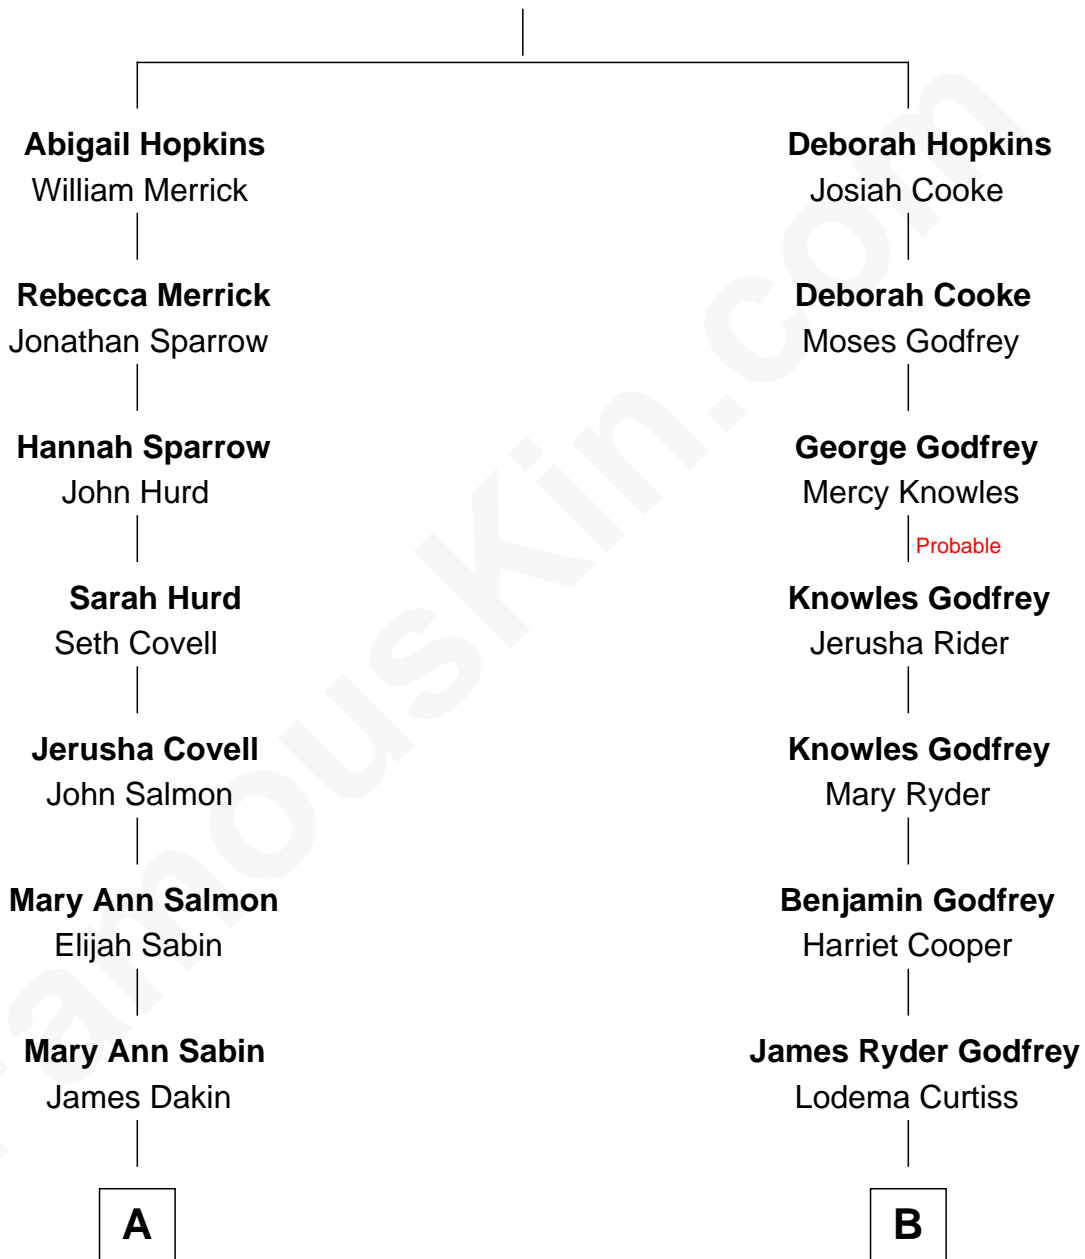 Abigail Hopkins
William Merrick
Rebecca Merrick
Jonathan Sparrow
Hannah Sparrow
John Hurd
Sarah Hurd
Seth Covell
Jerusha Covell
John Salmon
Mary Ann Salmon
Elijah Sabin
Mary Ann Sabin
James Dakin
A
Deborah Hopkins
Josiah Cooke
Deborah Cooke
Moses Godfrey
George Godfrey
Mercy Knowles
Probable
Knowles Godfrey
Jerusha Rider
Knowles Godfrey
Mary Ryder
Benjamin Godfrey
Harriet Cooper
James Ryder Godfrey
Lodema Curtiss
B
FamousKin.com